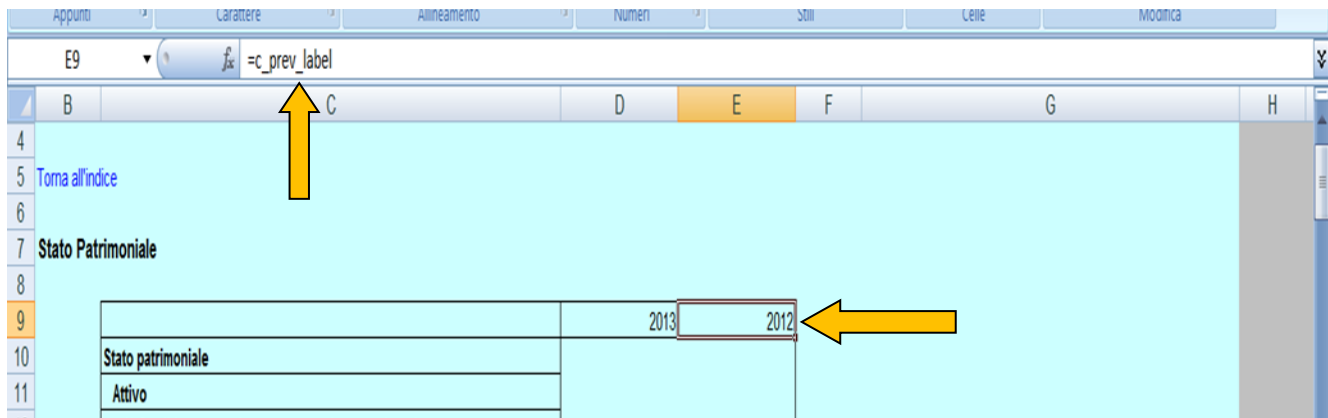 Appunti Carattere Allineamento Numeri Stili Celle Modifica
E9 fx =c_prev_label
B C D E F G H
4
5 Torna all'indice
6
7 Stato Patrimoniale
8
9 2013 2012
10 Stato patrimoniale
11 Attivo